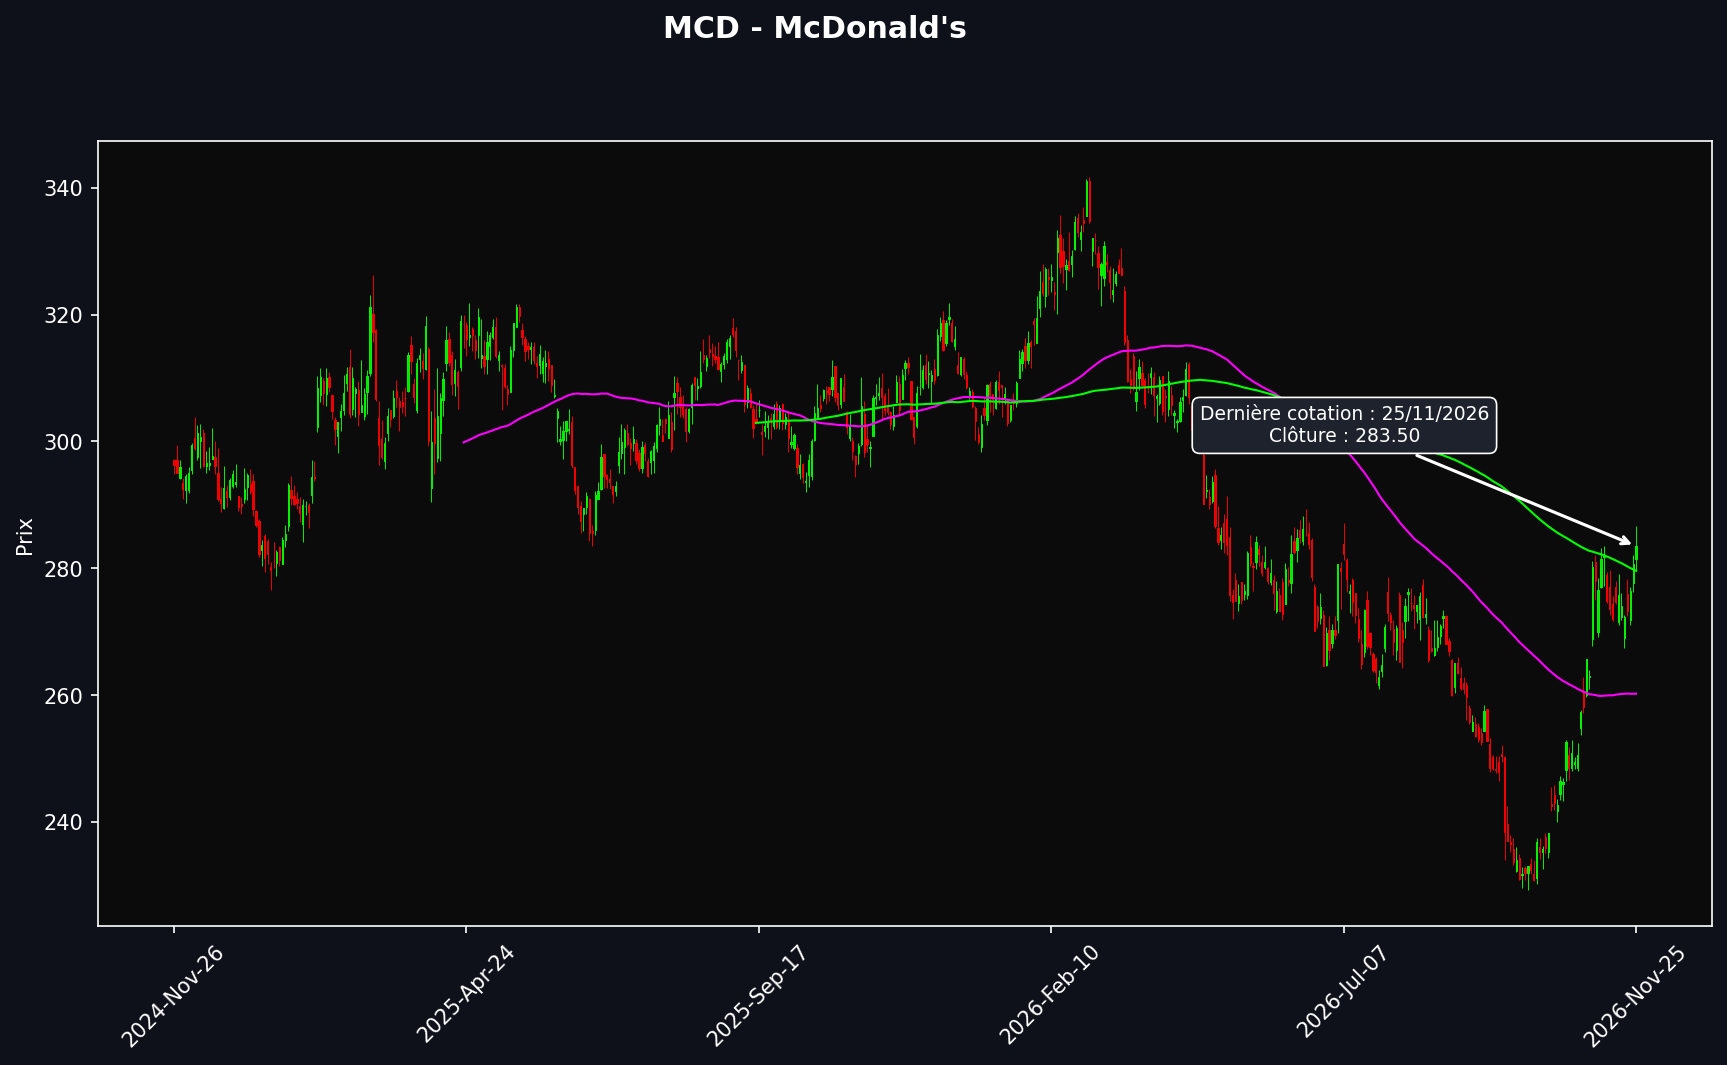 MCD - McDonald's
Prix
340
320
300
280
260
240
Dernière cotation : 25/11/2026
Clôture : 283.50
2024-Nov-26
2025-Apr-24
2025-Sep-17
2026-Feb-10
2026-Jul-07
2026-Nov-25